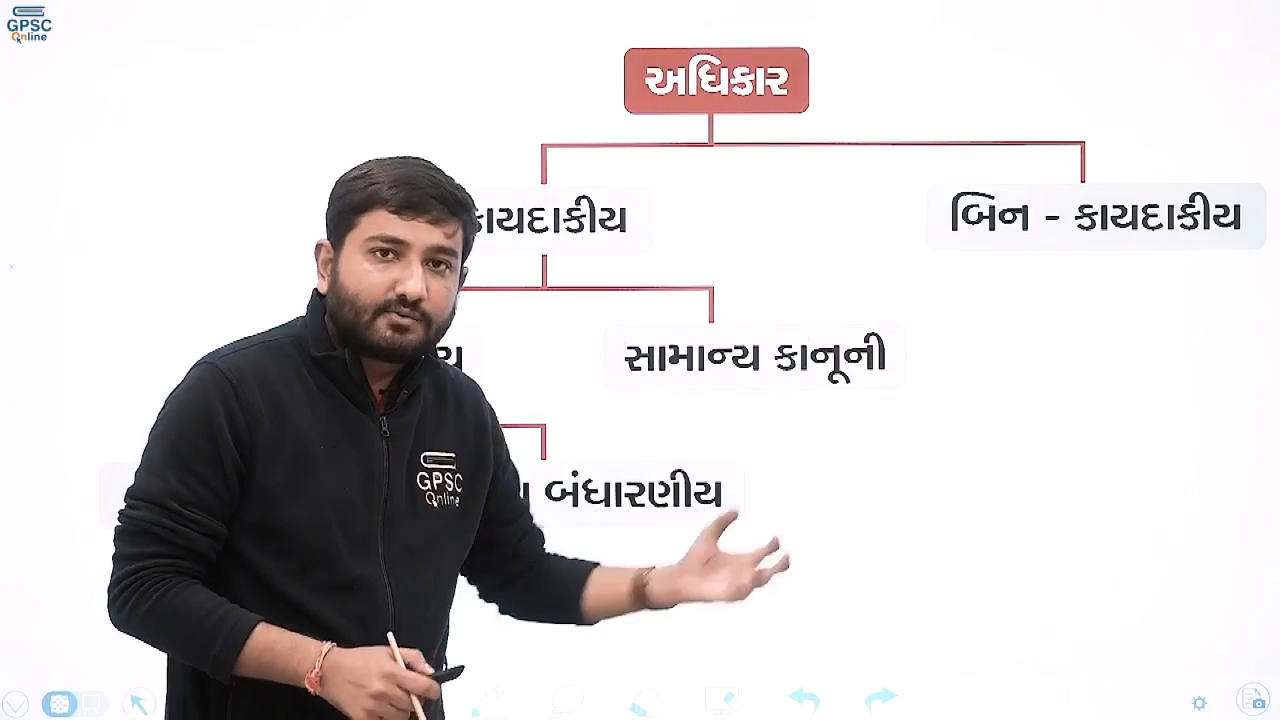 GPSC
Online
અધિકાર
કાયદાકીય
બિન - કાયદાકીય
સામાન્ય કાનૂની
બંધારણીય
GPSC
Online